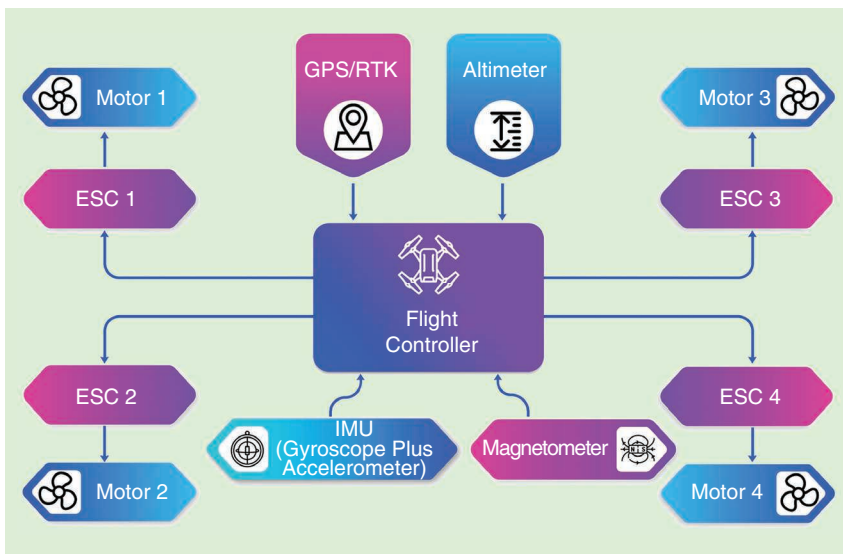 GPS/RTK
Altimeter
Motor 1
Motor 3
ESC 1
ESC 3
Flight
Controller
ESC 2
ESC 4
IMU
(Gyroscope Plus
Accelerometer)
Magnetometer
N S
Motor 2
Motor 4